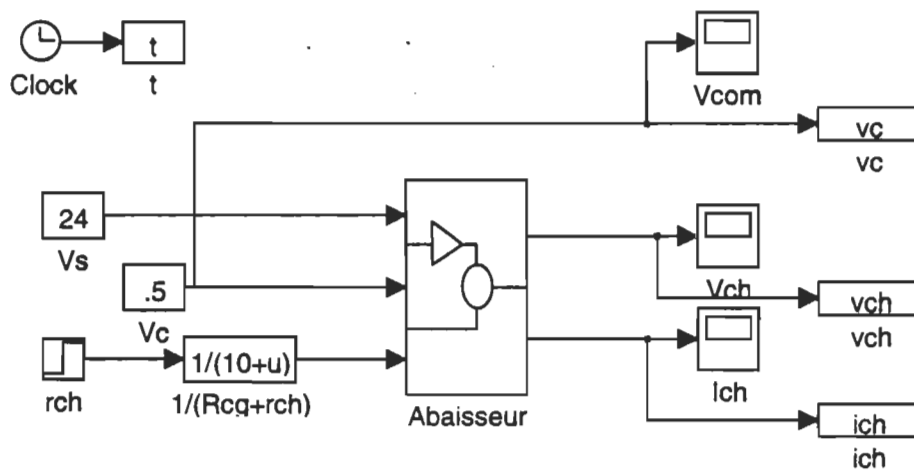 t
Clock
t
Vcom
vc
vc
24
Vs
.5
Vc
Vch
vch
vch
rch
1/(10+u)
1/(Rcg+rch)
Abaisseur
Ich
ich
ich